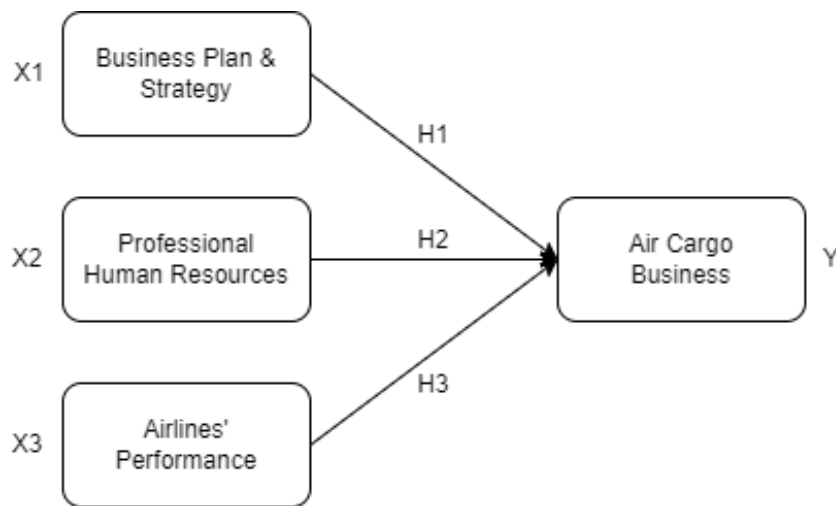 X1
Business Plan &
Strategy
H1
X2
Professional
Human Resources
H2
Air Cargo
Business
Y
X3
Airlines'
Performance
H3